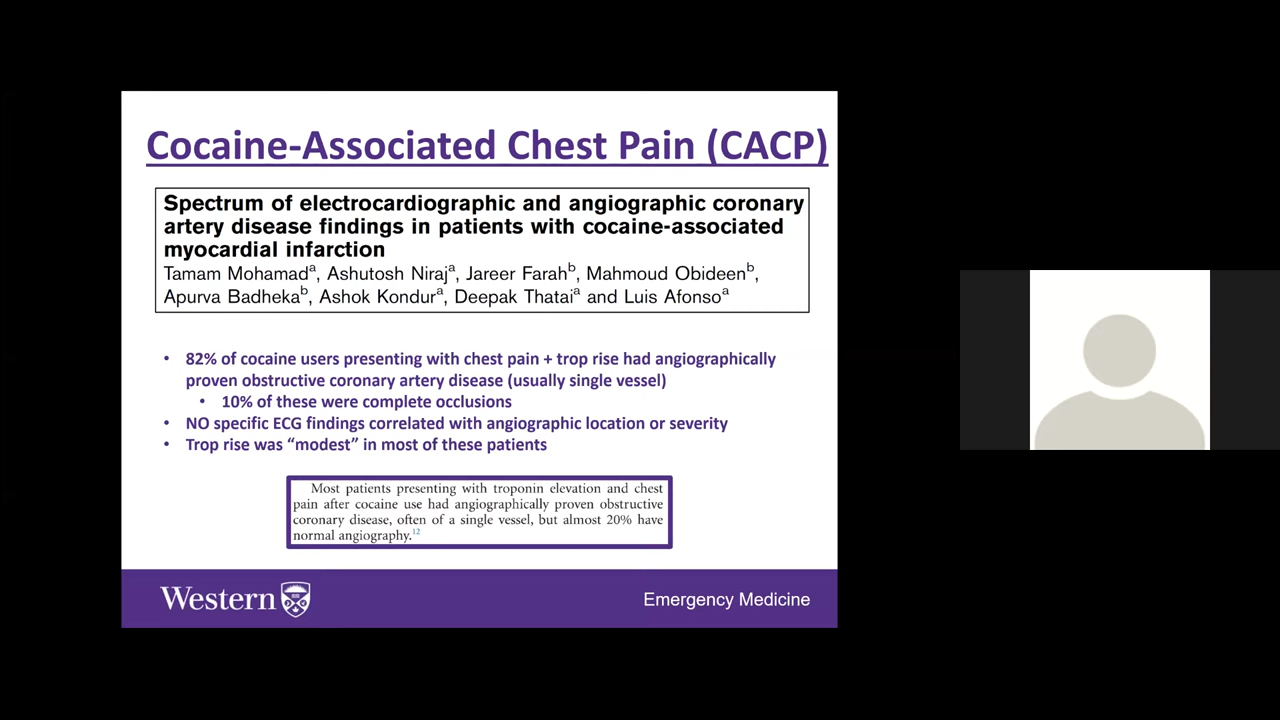 Cocaine-Associated Chest Pain (CACP)
Spectrum of electrocardiographic and angiographic coronary
artery disease findings in patients with cocaine-associated
myocardial infarction
Tamam Mohamadᵃ, Ashutosh Nirajᵃ, Jareer Farahᵇ, Mahmoud Obideenᵇ,
Apurva Badhekaᵇ, Ashok Konduraᵃ, Deepak Thataiᵃ and Luis Afonsoᵃ
• 82% of cocaine users presenting with chest pain + trop rise had angiographically
proven obstructive coronary artery disease (usually single vessel)
• 10% of these were complete occlusions
• NO specific ECG findings correlated with angiographic location or severity
• Trop rise was “modest” in most of these patients
Most patients presenting with troponin elevation and chest
pain after cocaine use had angiographically proven obstructive
coronary disease, often of a single vessel, but almost 20% have
normal angiography.¹²
Western
Emergency Medicine